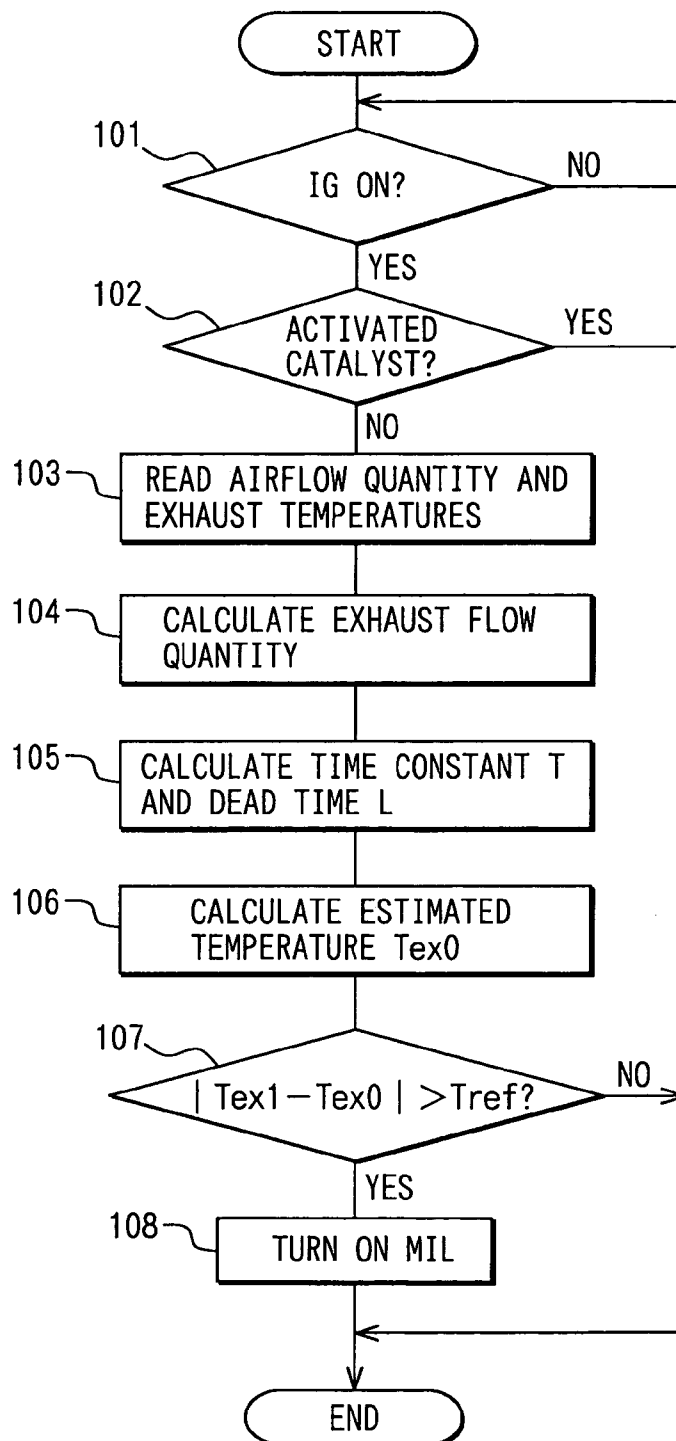 START
101
IG ON?
NO
YES
102
ACTIVATED
CATALYST?
YES
NO
103
READ AIRFLOW QUANTITY AND
EXHAUST TEMPERATURES
104
CALCULATE EXHAUST FLOW
QUANTITY
105
CALCULATE TIME CONSTANT T
AND DEAD TIME L
106
CALCULATE ESTIMATED
TEMPERATURE Tex0
107
| Tex1-Tex0 | >Tref?
NO
YES
108
TURN ON MIL
END